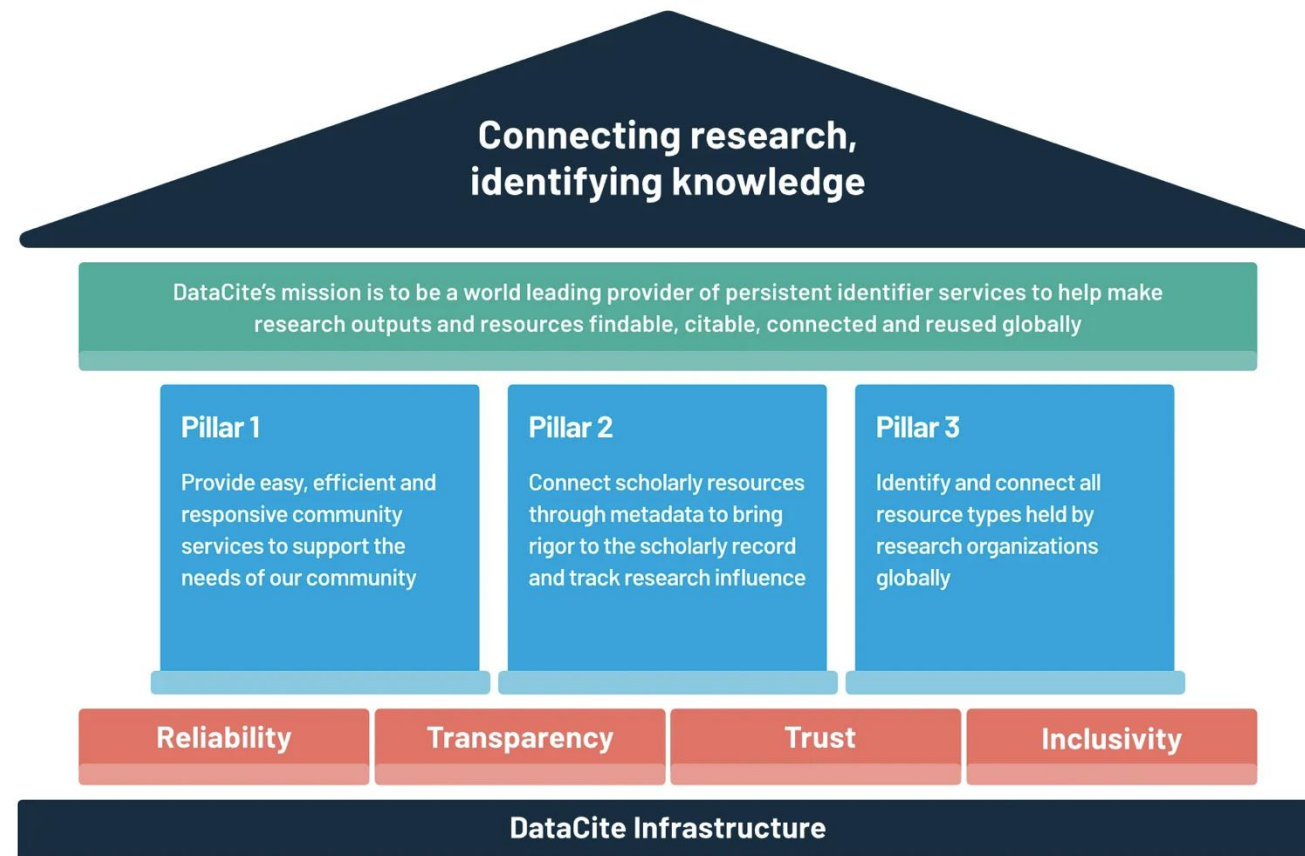 Connecting research,
identifying knowledge
DataCite’s mission is to be a world leading provider of persistent identifier services to help make
research outputs and resources findable, citable, connected and reused globally
Pillar 1
Provide easy, efficient and
responsive community
services to support the
needs of our community
Pillar 2
Connect scholarly resources
through metadata to bring
rigor to the scholarly record
and track research influence
Pillar 3
Identify and connect all
resource types held by
research organizations
globally
Reliability
Transparency
Trust
Inclusivity
DataCite Infrastructure